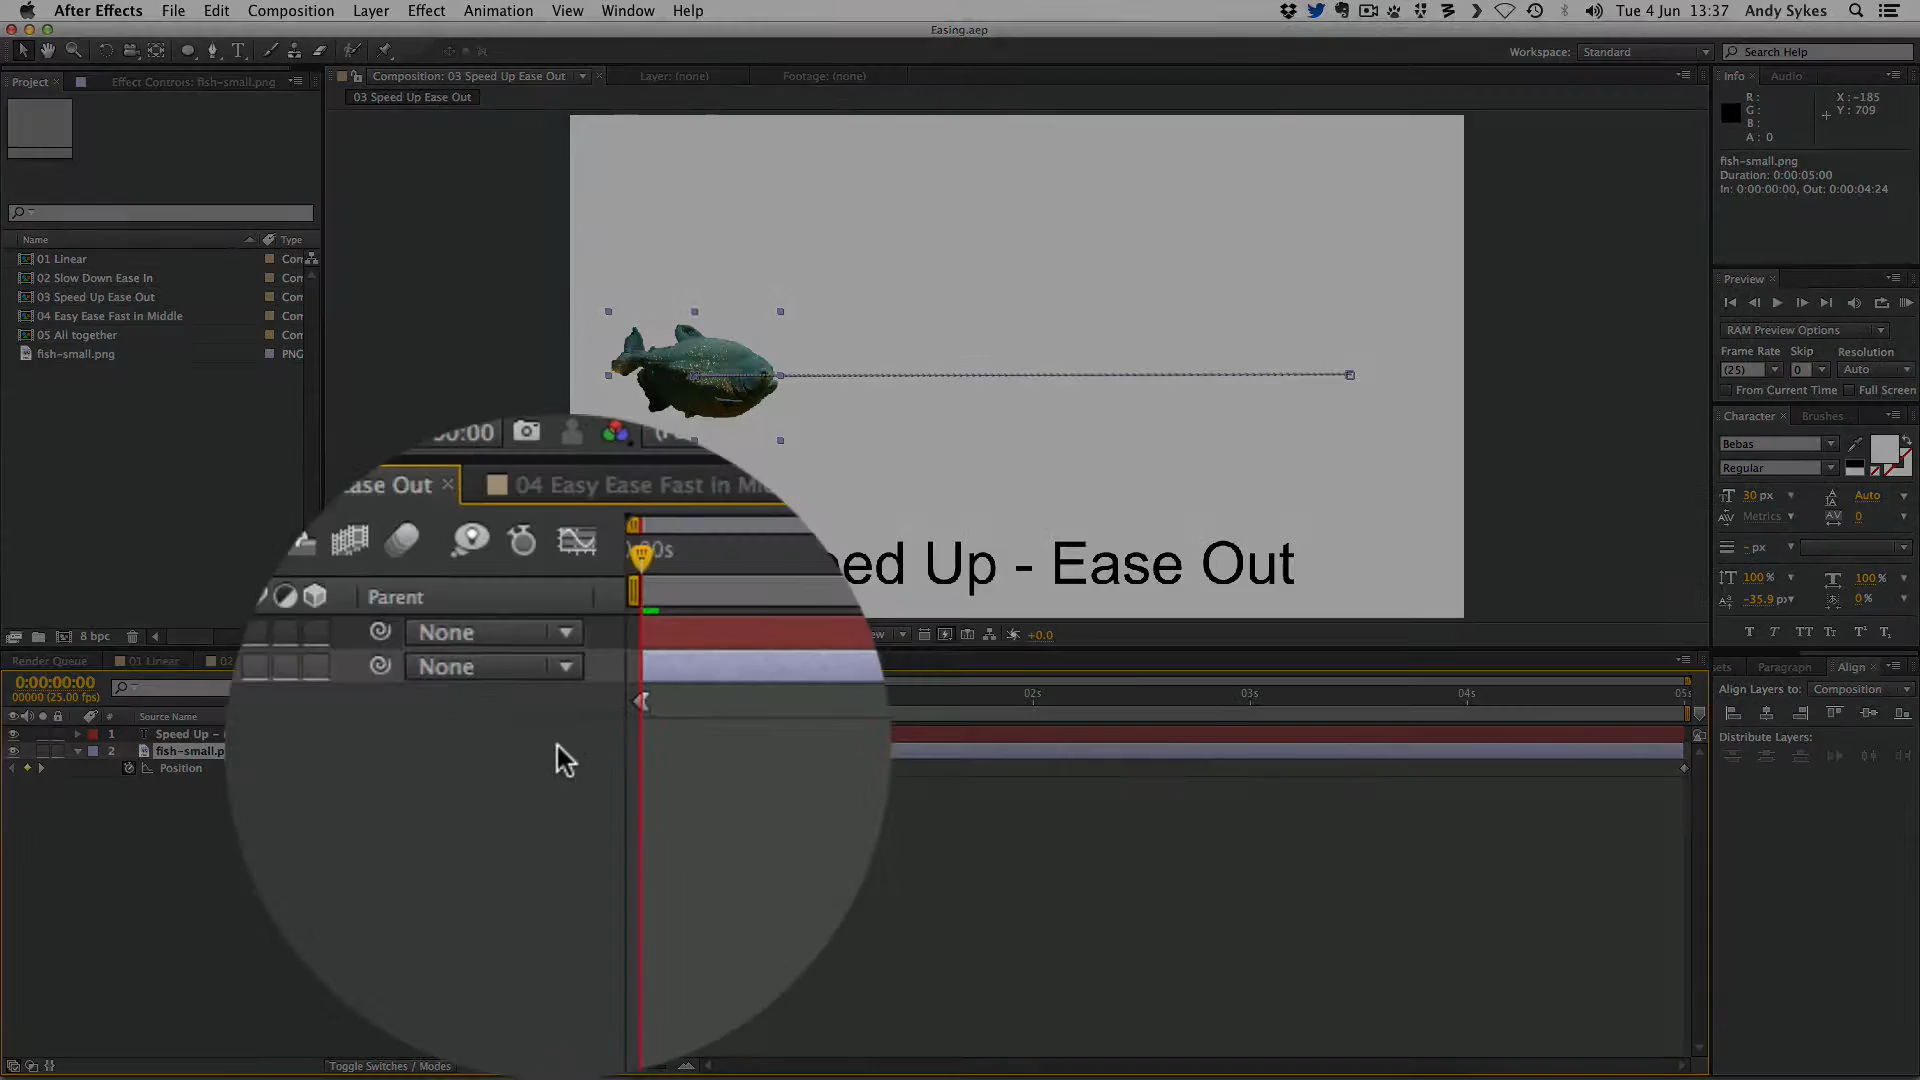 After Effects File Edit Composition Layer Effect Animation View Window Help
Tue 4 Jun 13:37 Andy Sykes
Easing.aep
Workspace: Standard
Search Help
Project
Effect Controls: fish-small.png
Composition: 03 Speed Up Ease Out
Layer: (none)
Footage: (none)
03 Speed Up Ease Out
Info
Audio
R:
G:
B:
A: 0
X: -185
Y: 709
fish-small.png
Duration: 0:00:05:00
In: 0:00:00:00, Out: 0:00:04:24
Name
Type
01 Linear
02 Slow Down Ease In
03 Speed Up Ease Out
04 Easy Ease Fast in Middle
05 All together
fish-small.png
PNG
Preview
RAM Preview Options
Frame Rate Skip Resolution
(25) 0 Auto
From Current Time Full Screen
Character
Brushes
Bebas
Regular
30 px
Auto
Metrics
0
- px
100 %
100 %
-35.9 px
0 %
T T TT Tr T¹ T,
ed Up - Ease Out
ase Out
04 Easy Ease Fast in Mi
Parent
None
None
8 bpc
+0.0
Render Queue
01 Linear
02
0:00:00:00
00000 (25.00 fps)
02s
03s
04s
05s
# Source Name
1 Speed Up -
2 fish-small.p
Position
Toggle Switches / Modes
Paragraph
Align
Align Layers to: Composition
Distribute Layers: